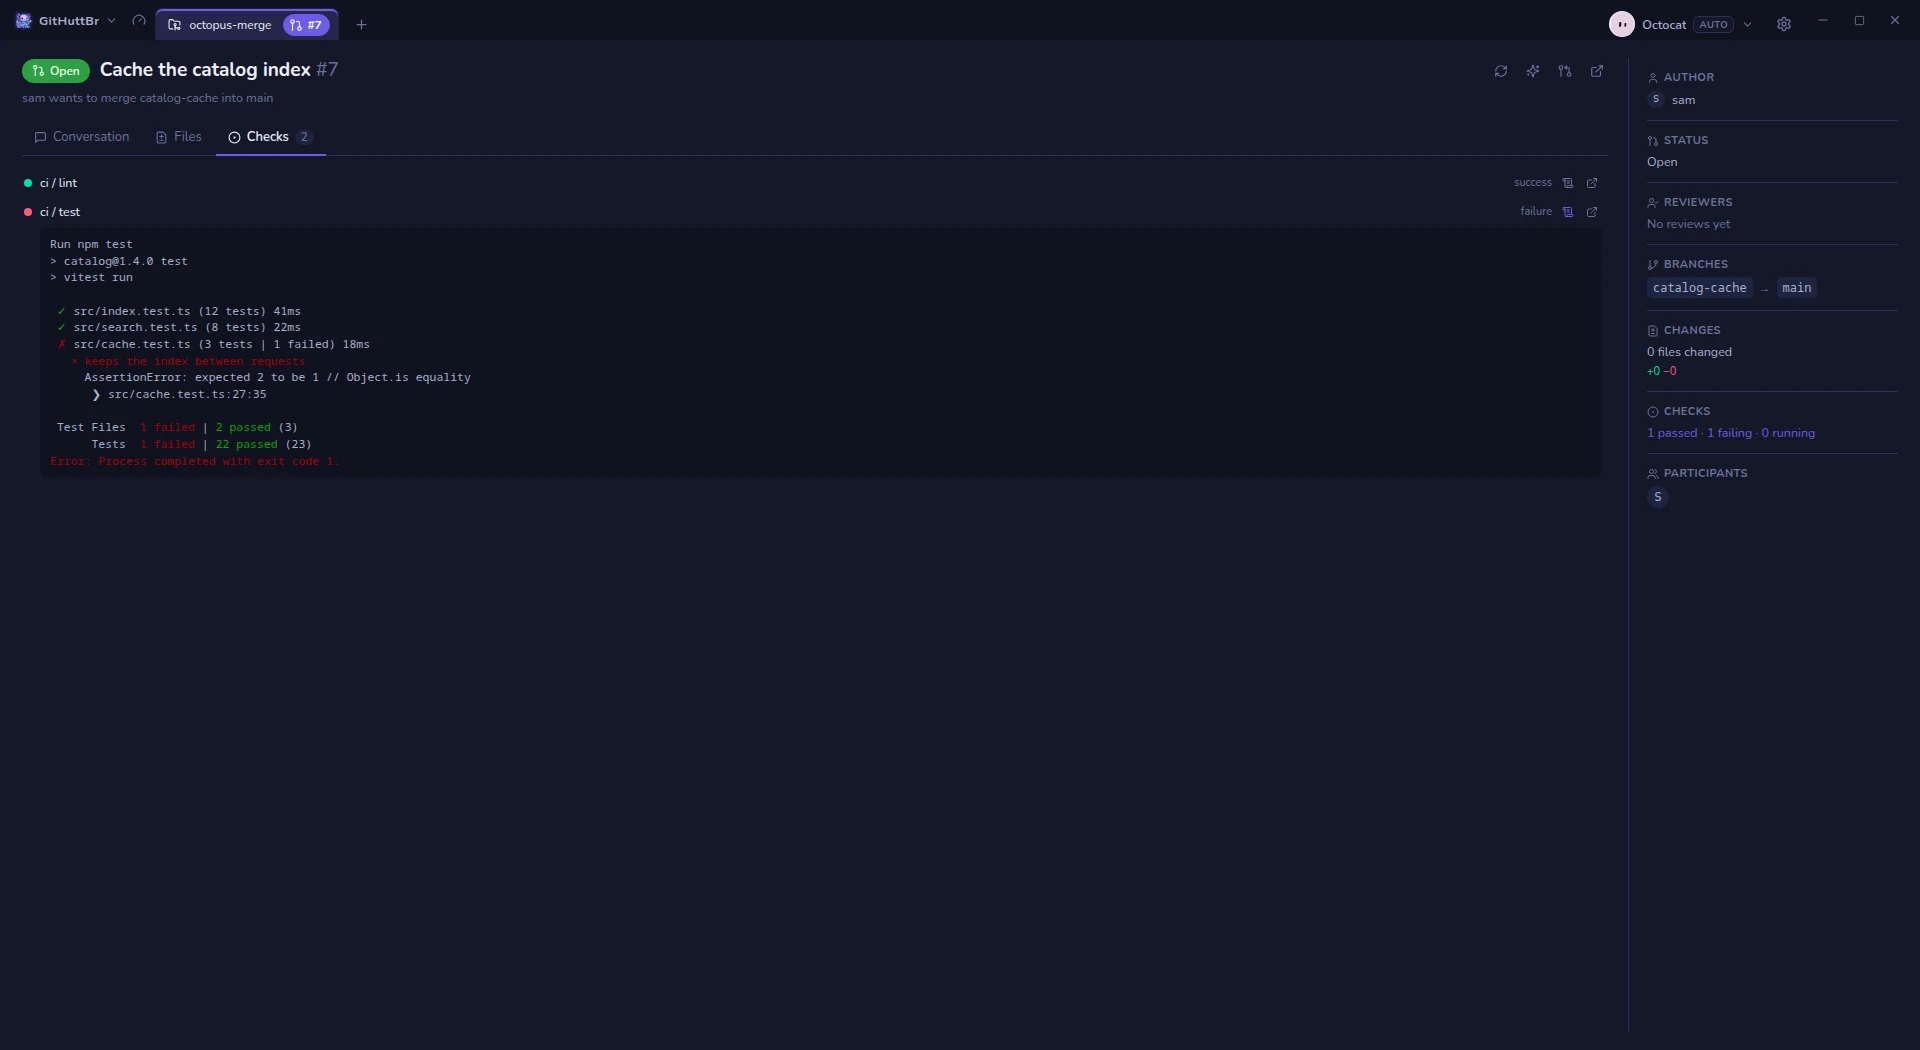 GitHuttBr
octopus-merge #7
Octocat AUTO
Open Cache the catalog index #7
sam wants to merge catalog-cache into main
Conversation Files Checks 2
ci / lint success
ci / test failure
Run npm test
> catalog@1.4.0 test
> vitest run
✓ src/index.test.ts (12 tests) 41ms
✓ src/search.test.ts (8 tests) 22ms
✗ src/cache.test.ts (3 tests | 1 failed) 18ms
× keeps the index between requests
AssertionError: expected 2 to be 1 // Object.is equality
❯ src/cache.test.ts:27:35
Test Files 1 failed | 2 passed (3)
Tests 1 failed | 22 passed (23)
Error: Process completed with exit code 1.
AUTHOR
S sam
STATUS
Open
REVIEWERS
No reviews yet
BRANCHES
catalog-cache → main
CHANGES
0 files changed
+0 −0
CHECKS
1 passed · 1 failing · 0 running
PARTICIPANTS
S